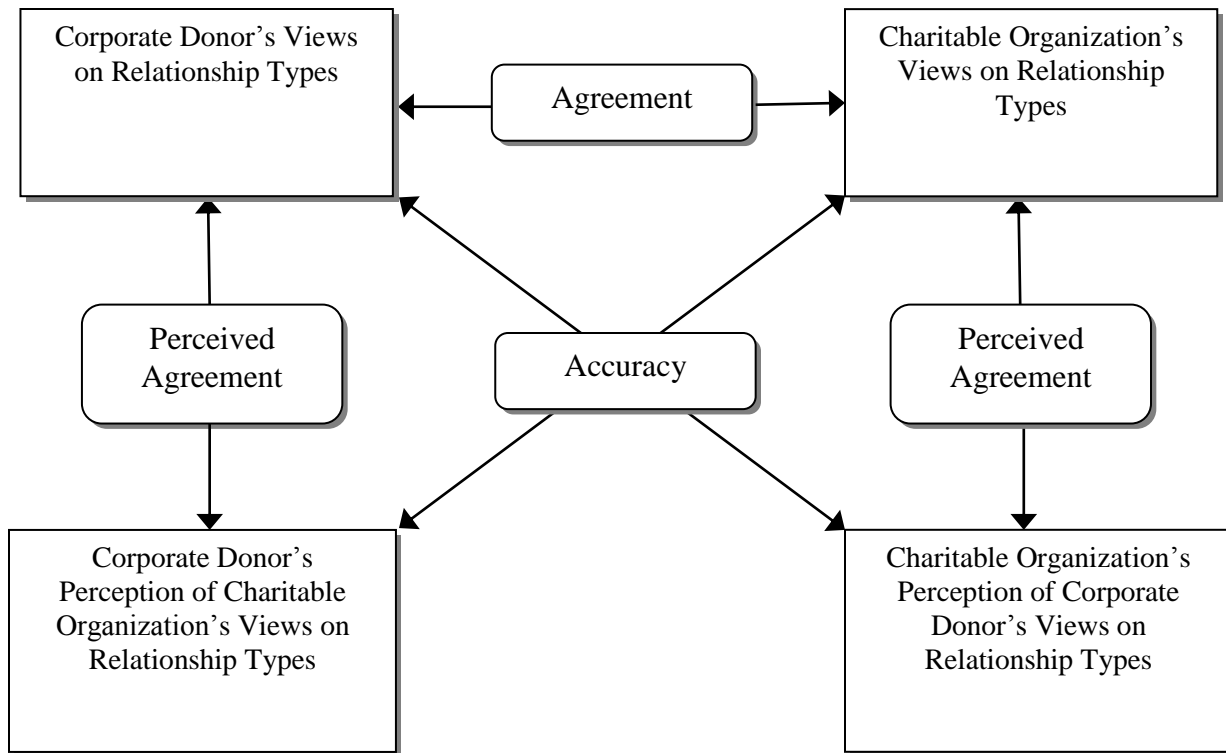 Corporate Donor’s Views
on Relationship Types
Charitable Organization’s
Views on Relationship
Types
Agreement
Perceived
Agreement
Accuracy
Perceived
Agreement
Corporate Donor’s
Perception of Charitable
Organization’s Views on
Relationship Types
Charitable Organization’s
Perception of Corporate
Donor’s Views on
Relationship Types